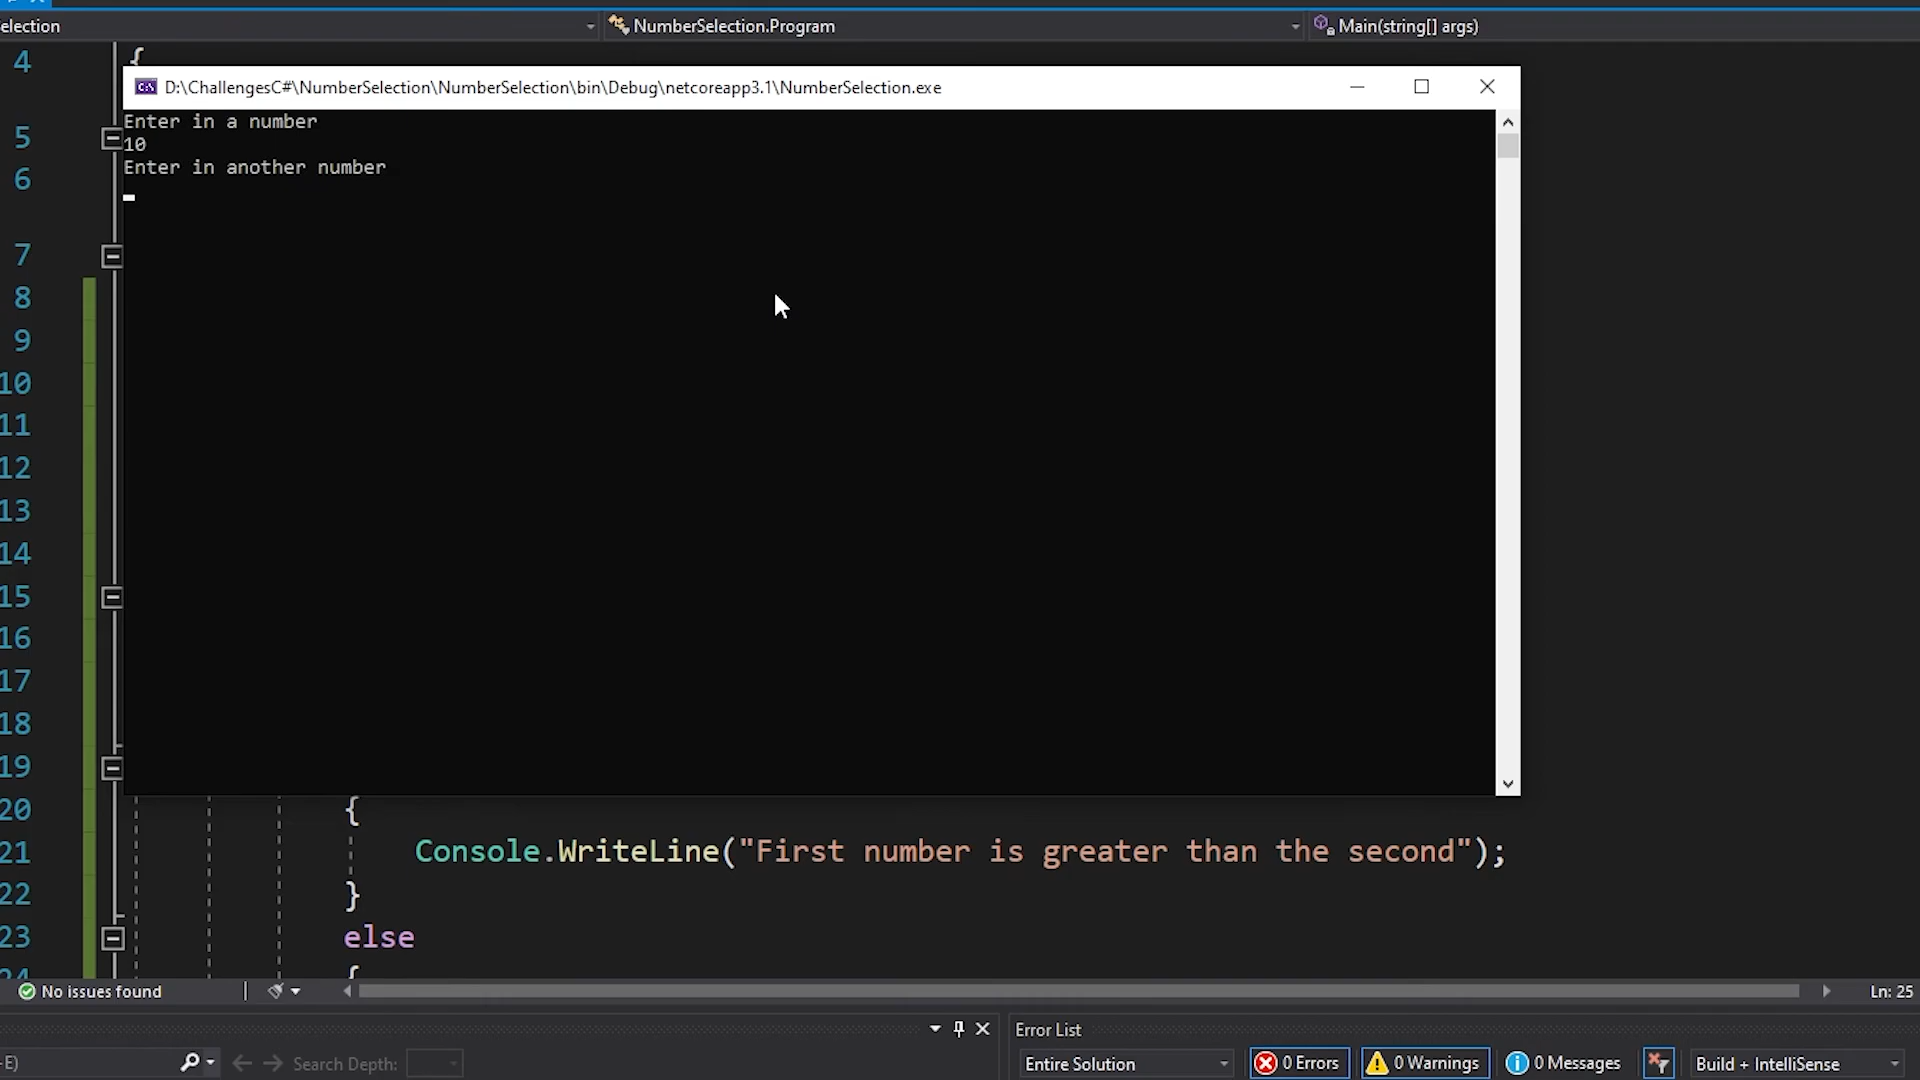 election
NumberSelection.Program
Main(string[] args)
4
{
D:\ChallengesC#\NumberSelection\NumberSelection\bin\Debug\netcoreapp3.1\NumberSelection.exe
Enter in a number
5
10
Enter in another number
6
7
8
9
10
11
12
13
14
15
16
17
18
19
20 {
21 Console.WriteLine("First number is greater than the second");
22 }
23 else
24 {
No issues found
Ln: 25
Error List
-E)
Search Depth:
Entire Solution
0 Errors
0 Warnings
0 Messages
Build + IntelliSense